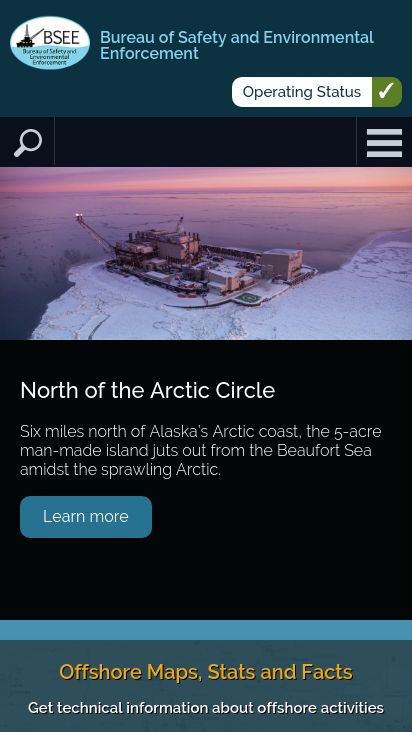 BSEE
Bureau of Safety and
Environmental
Enforcement
Bureau of Safety and Environmental
Enforcement
Operating Status
North of the Arctic Circle
Six miles north of Alaska's Arctic coast, the 5-acre
man-made island juts out from the Beaufort Sea
amidst the sprawling Arctic.
Learn more
Offshore Maps, Stats and Facts
Get technical information about offshore activities